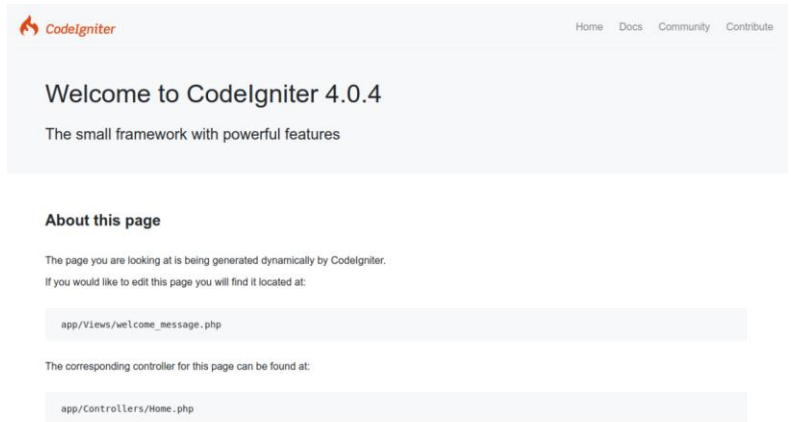 CodeIgniter
Home Docs Community Contribute
Welcome to CodeIgniter 4.0.4
The small framework with powerful features
About this page
The page you are looking at is being generated dynamically by CodeIgniter.
If you would like to edit this page you will find it located at:
app/Views/welcome_message.php
The corresponding controller for this page can be found at:
app/Controllers/Home.php